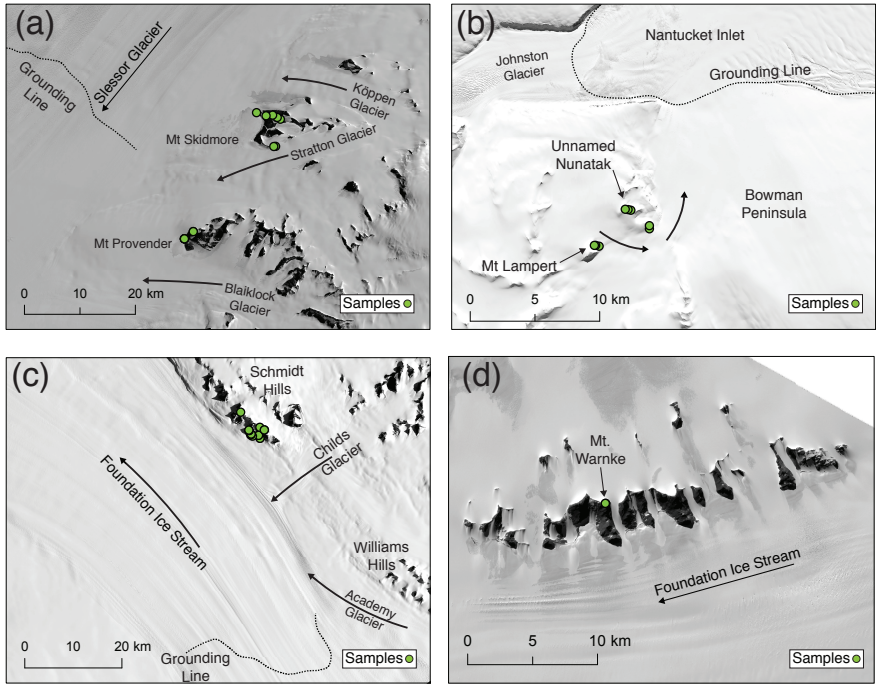 (a)
Slessor Glacier
Grounding
Line
Köppen
Glacier
Mt Skidmore
Stratton Glacier
Mt Provender
Blaiklock
Glacier
0 10 20 km
Samples
(b)
Nantucket Inlet
Johnston
Glacier
Grounding Line
Unnamed
Nunatak
Bowman
Peninsula
Mt Lampert
0 5 10 km
Samples
(c)
Schmidt
Hills
Childs
Glacier
Foundation Ice Stream
Williams
Hills
Academy
Glacier
0 10 20 km
Grounding
Line
Samples
(d)
Mt.
Warnke
Foundation Ice Stream
0 5 10 km
Samples